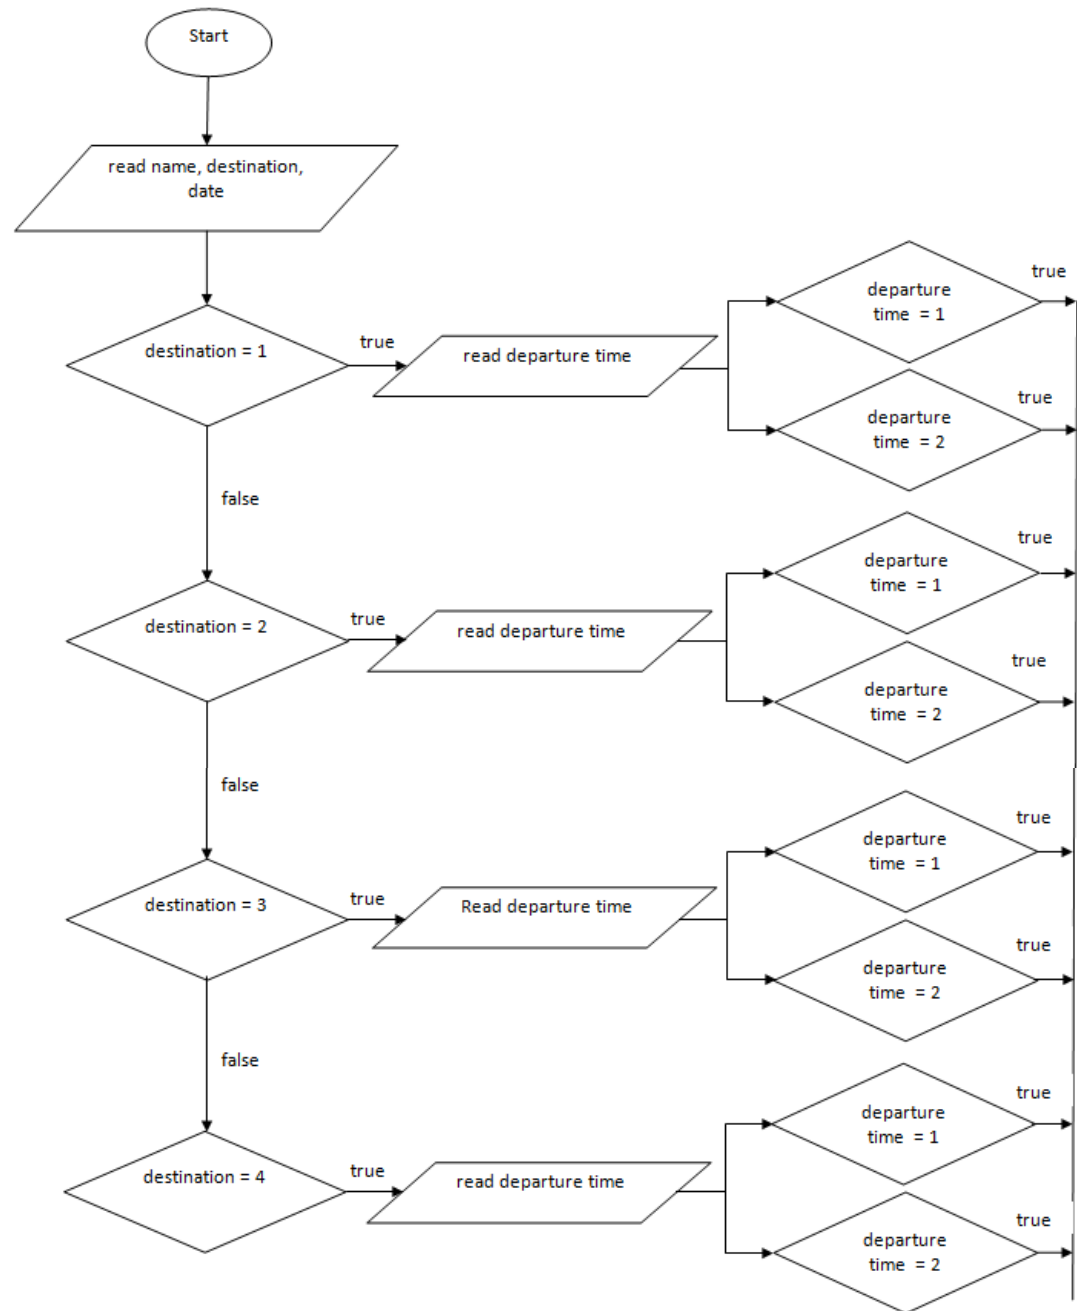 Start
read name, destination,
date
destination = 1
true
read departure time
departure
time = 1
true
departure
time = 2
true
false
destination = 2
true
read departure time
departure
time = 1
true
departure
time = 2
true
false
destination = 3
true
Read departure time
departure
time = 1
true
departure
time = 2
true
false
destination = 4
true
read departure time
departure
time = 1
true
departure
time = 2
true